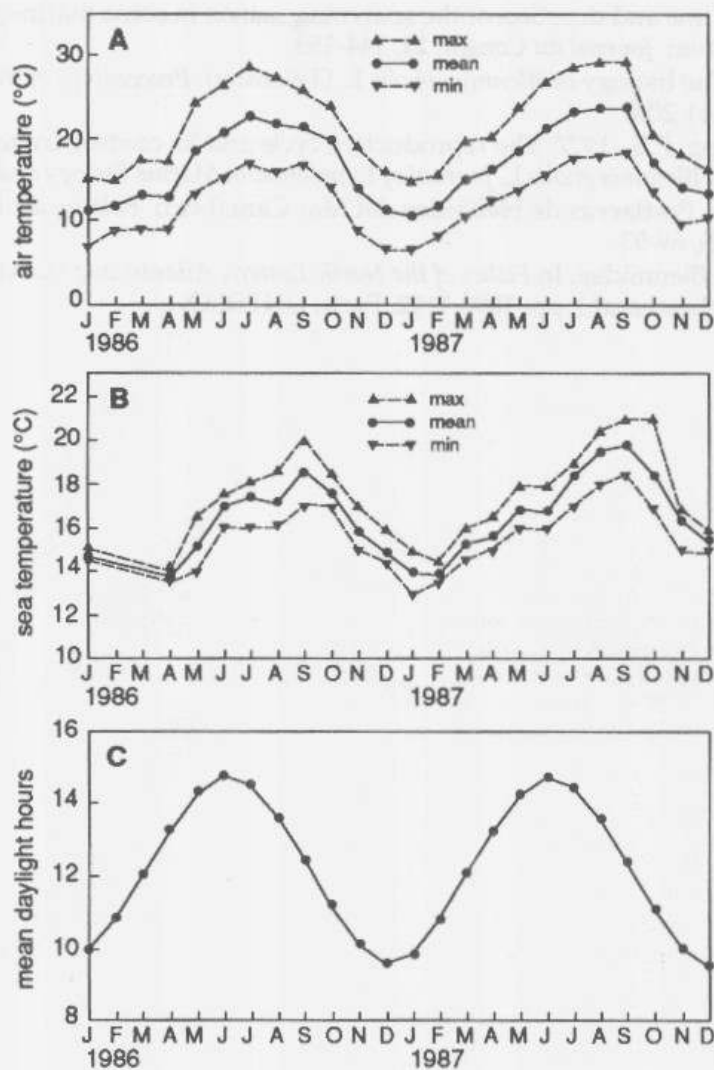 A
max
mean
min
30
20
10
0
air temperature (°C)
J F M A M J J A S O N D J F M A M J J A S O N D
1986 1987
B
max
mean
min
22
20
18
16
14
12
10
sea temperature (°C)
J F M A M J J A S O N D J F M A M J J A S O N D
1986 1987
C
16
14
12
10
8
mean daylight hours
J F M A M J J A S O N D J F M A M J J A S O N D
1986 1987